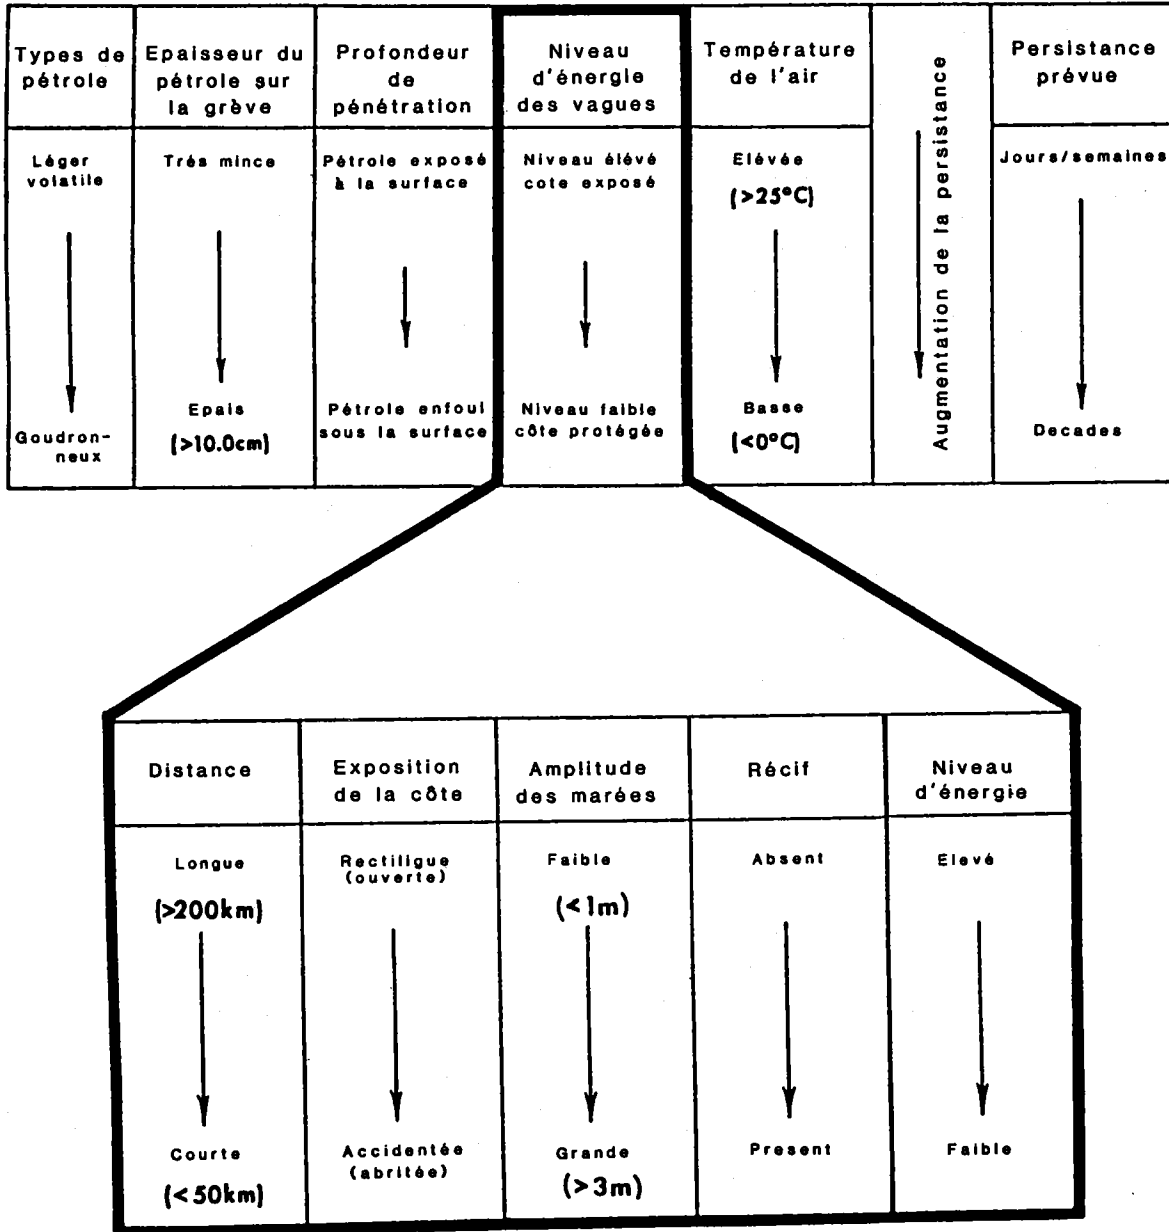 Types de
pétrole
Epaisseur du
pétrole sur
la grève
Profondeur
de
pénétration
Niveau
d'énergie
des vagues
Température
de l'air
Persistance
prévue
Léger
volatile
Goudron-
neux
Trés mince
Epais
(>10.0cm)
Pétrole exposé
à la surface
Pétrole enfoui
sous la surface
Niveau élévé
cote exposé
Niveau faible
côte protégée
Elévée
(>25°C)
Basse
(<0°C)
Augmentation de la persistance
Jours/semaines
Decades
Distance
Exposition
de la côte
Amplitude
des marées
Récif
Niveau
d'énergie
Longue
(>200km)
Courte
(<50km)
Rectiligue
(ouverte)
Accidentée
(abritée)
Faible
(<1m)
Grande
(>3m)
Absent
Present
Elevé
Faible